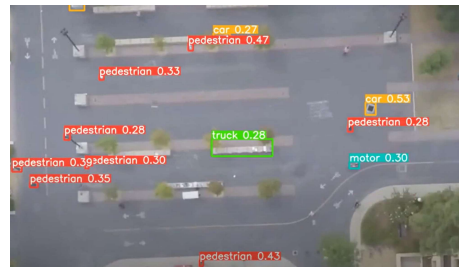 car 0.27
pedestrian 0.47
pedestrian 0.33
car 0.53
pedestrian 0.28
pedestrian 0.28
truck 0.28
pedestrian 0.39
pedestrian 0.30
motor 0.30
pedestrian 0.35
pedestrian 0.43